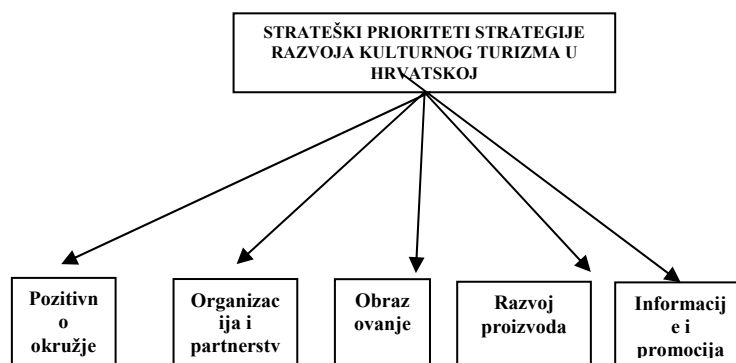 STRATEŠKI PRIORITETI STRATEGIJE
RAZVOJA KULTURNOG TURIZMA U
HRVATSKOJ
Pozitivn
o
okružje
Organizac
ija i
partnerstv
Obraz
ovanje
Razvoj
proizvoda
Informacij
e i
promocija